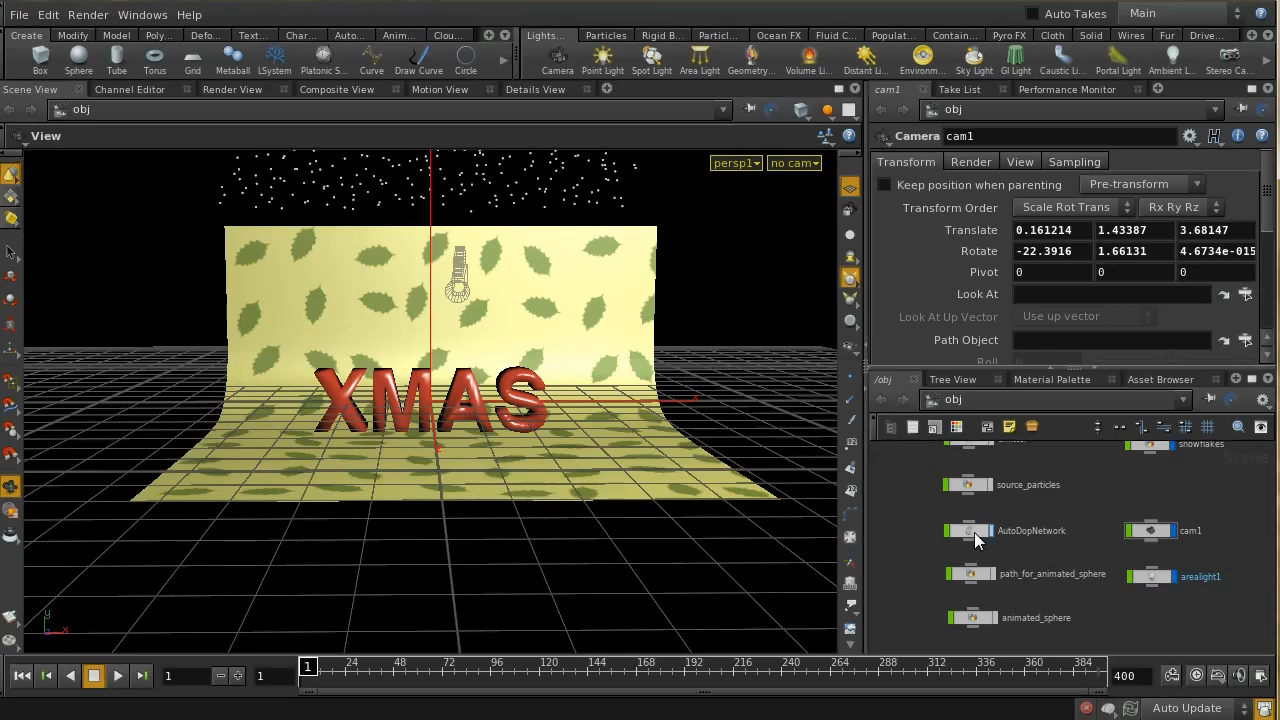 File Edit Render Windows Help Auto Takes Main
Create Modify Model Poly... Defo... Text... Char... Auto... Anim... Clou... Lights... Particles Rigid B... Particl... Ocean FX Fluid C... Populat... Contain... Pyro FX Cloth Solid Wires Fur Drive...
Box Sphere Tube Torus Grid Metaball LSystem Platonic S... Curve Draw Curve Circle Camera Point Light Spot Light Area Light Geometry... Volume Li... Distant Li... Environm... Sky Light GI Light Caustic Li... Portal Light Ambient L... Stereo Ca...
Scene View Channel Editor Render View Composite View Motion View Details View cam1 Take List Performance Monitor
obj obj
View Camera cam1
persp1 no cam Transform Render View Sampling
Keep position when parenting Pre-transform
Transform Order Scale Rot Trans Rx Ry Rz
Translate 0.161214 1.43387 3.68147
Rotate -22.3916 1.66131 4.6734e-015
Pivot 0 0 0
Look At
Look At Up Vector Use up vector
Path Object
Roll
XMAS
/obj Tree View Material Palette Asset Browser
obj
snowflakes
Scene
source_particles
AutoDopNetwork cam1
path_for_animated_sphere arealight1
animated_sphere
y
x
z
1 1 1 24 48 72 96 120 144 168 192 216 240 264 288 312 336 360 384 400
Auto Update